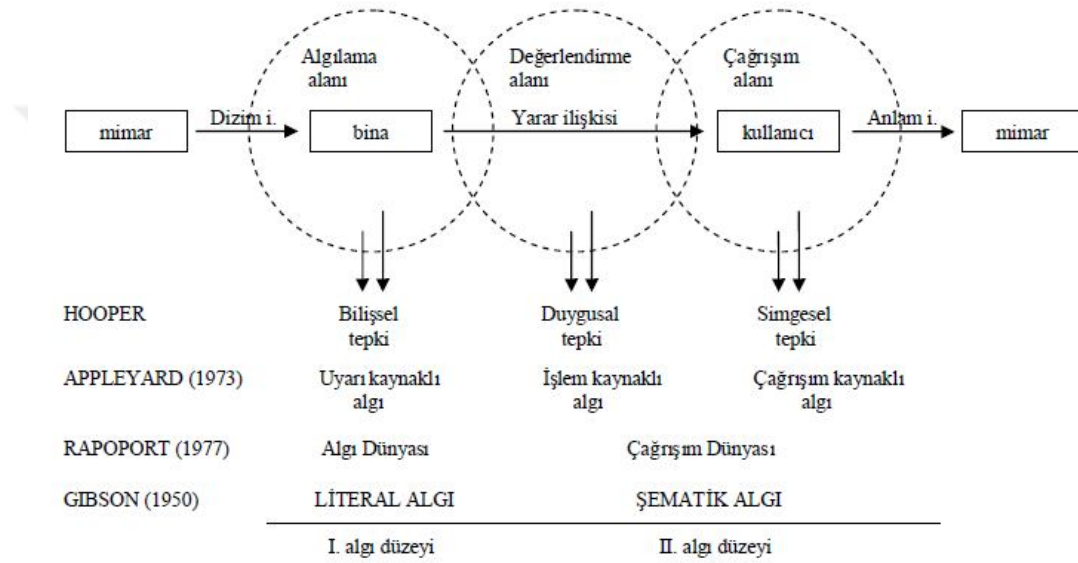 Algılama Değerlendirme Çağrışım
alanı alanı alanı
mimar Dizim i. bina Yarar ilişkisi kullanıcı Anlam i. mimar
HOOPER Bilişsel Duygusal Simgesel
tepki tepki tepki
APPLEYARD (1973) Uyarı kaynaklı İşlem kaynaklı Çağrışım kaynaklı
algı algı algı
RAPOPORT (1977) Algı Dünyası Çağrışım Dünyası
GIBSON (1950) LİTERAL ALGI ŞEMATİK ALGI
I. algı düzeyi II. algı düzeyi